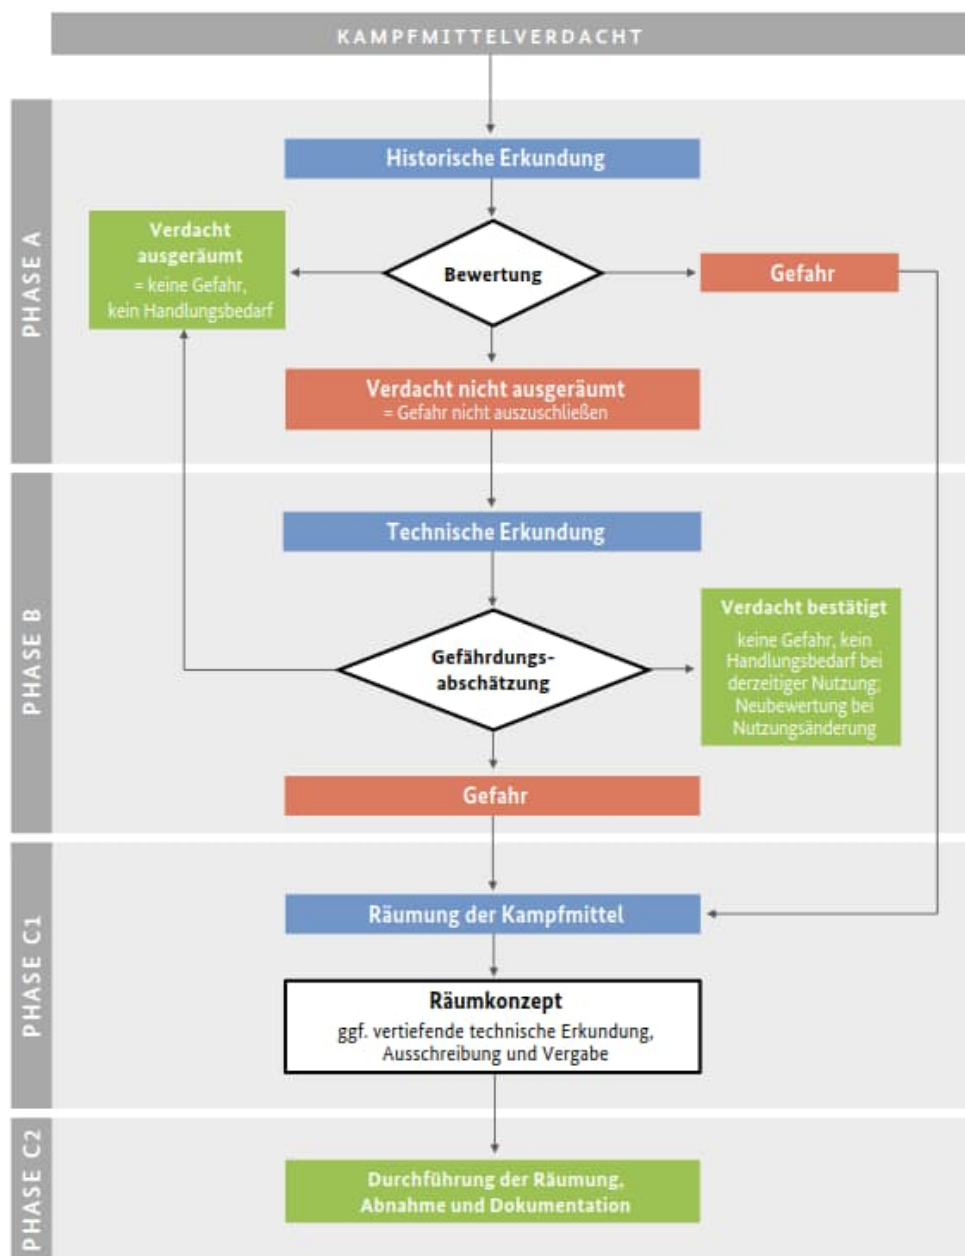 KAMPFMITTELVERDACHT
PHASE A
Historische Erkundung
Verdacht
ausgeräumt
= keine Gefahr,
kein Handlungsbedarf
Bewertung
Gefahr
Verdacht nicht ausgeräumt
= Gefahr nicht auszuschließen
PHASE B
Technische Erkundung
Gefährdungs-
abschätzung
Verdacht bestätigt
keine Gefahr, kein
Handlungsbedarf bei
derzeitiger Nutzung;
Neubewertung bei
Nutzungsänderung
Gefahr
PHASE C1
Räumung der Kampfmittel
Räumkonzept
ggf. vertiefende technische Erkundung,
Ausschreibung und Vergabe
PHASE C2
Durchführung der Räumung,
Abnahme und Dokumentation